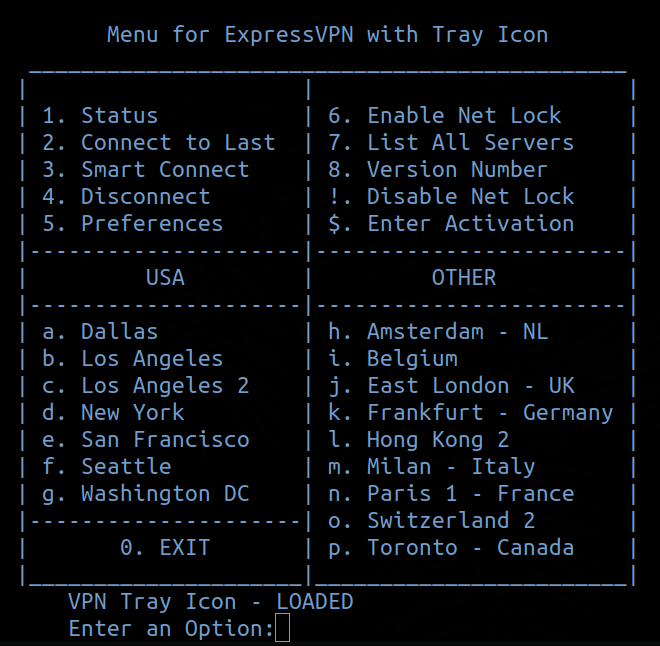 Menu for ExpressVPN with Tray Icon
1. Status | 6. Enable Net Lock
2. Connect to Last | 7. List All Servers
3. Smart Connect | 8. Version Number
4. Disconnect | !. Disable Net Lock
5. Preferences | $. Enter Activation
USA | OTHER
a. Dallas | h. Amsterdam - NL
b. Los Angeles | i. Belgium
c. Los Angeles 2 | j. East London - UK
d. New York | k. Frankfurt - Germany
e. San Francisco | l. Hong Kong 2
f. Seattle | m. Milan - Italy
g. Washington DC | n. Paris 1 - France
o. Switzerland 2
0. EXIT | p. Toronto - Canada
VPN Tray Icon - LOADED
Enter an Option: